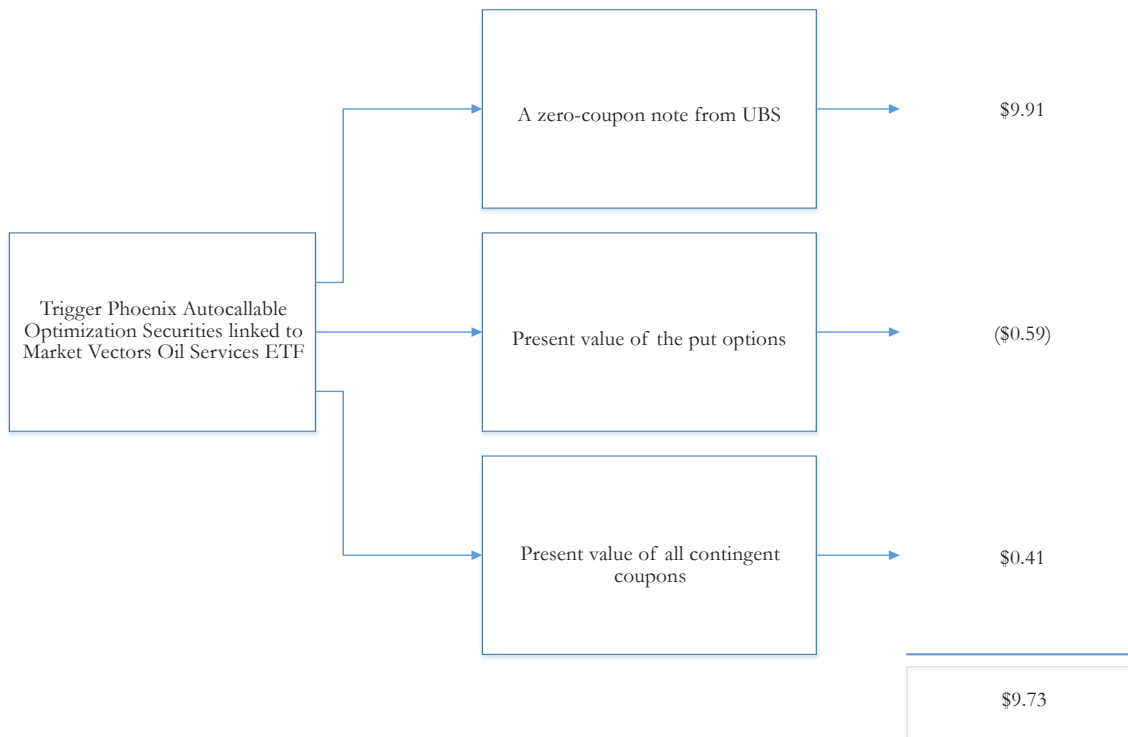 A zero-coupon note from UBS
$9.91
Trigger Phoenix Autocallable
Optimization Securities linked to
Market Vectors Oil Services ETF
Present value of the put options
($0.59)
Present value of all contingent
coupons
$0.41
$9.73